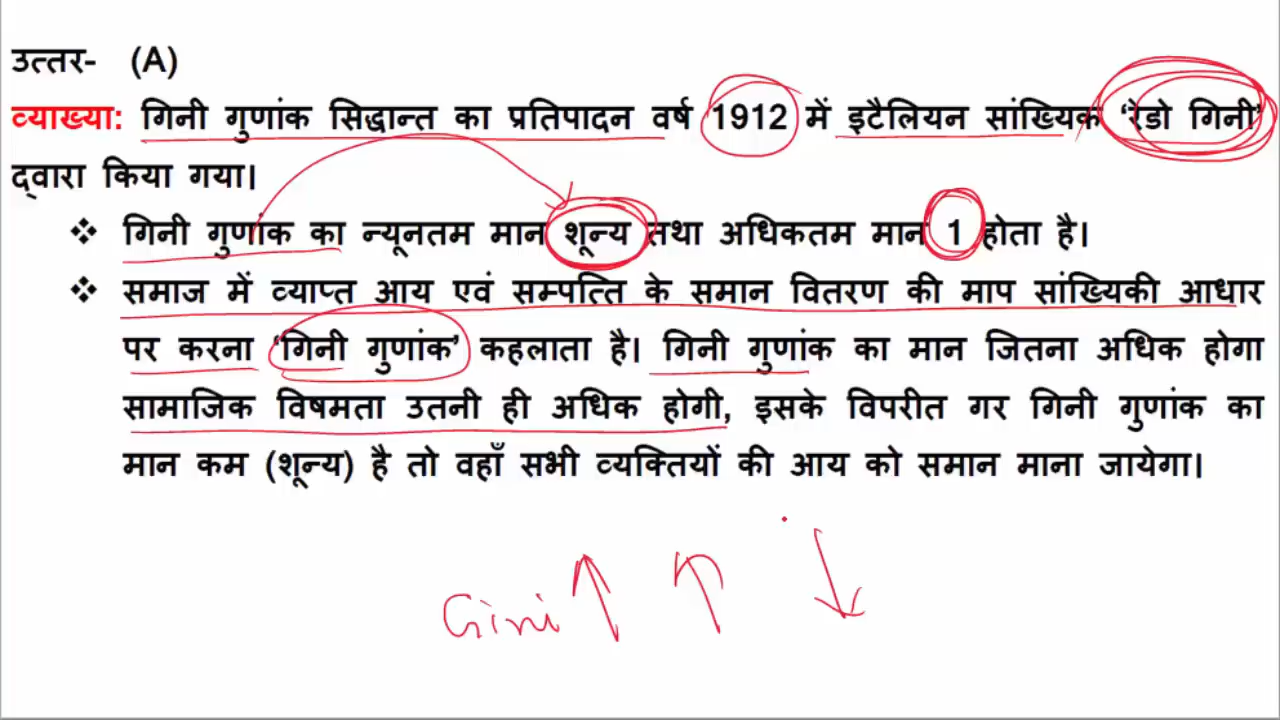 उत्तर- (A)
व्याख्या: गिनी गुणांक सिद्धान्त का प्रतिपादन वर्ष 1912 में इटैलियन सांख्यिक 'रेडो गिनी'
द्वारा किया गया।
❖ गिनी गुणांक का न्यूनतम मान शून्य तथा अधिकतम मान 1 होता है।
❖ समाज में व्याप्त आय एवं सम्पत्ति के समान वितरण की माप सांख्यिकी आधार
पर करना 'गिनी गुणांक' कहलाता है। गिनी गुणांक का मान जितना अधिक होगा
सामाजिक विषमता उतनी ही अधिक होगी, इसके विपरीत गर गिनी गुणांक का
मान कम (शून्य) है तो वहाँ सभी व्यक्तियों की आय को समान माना जायेगा।
Gini